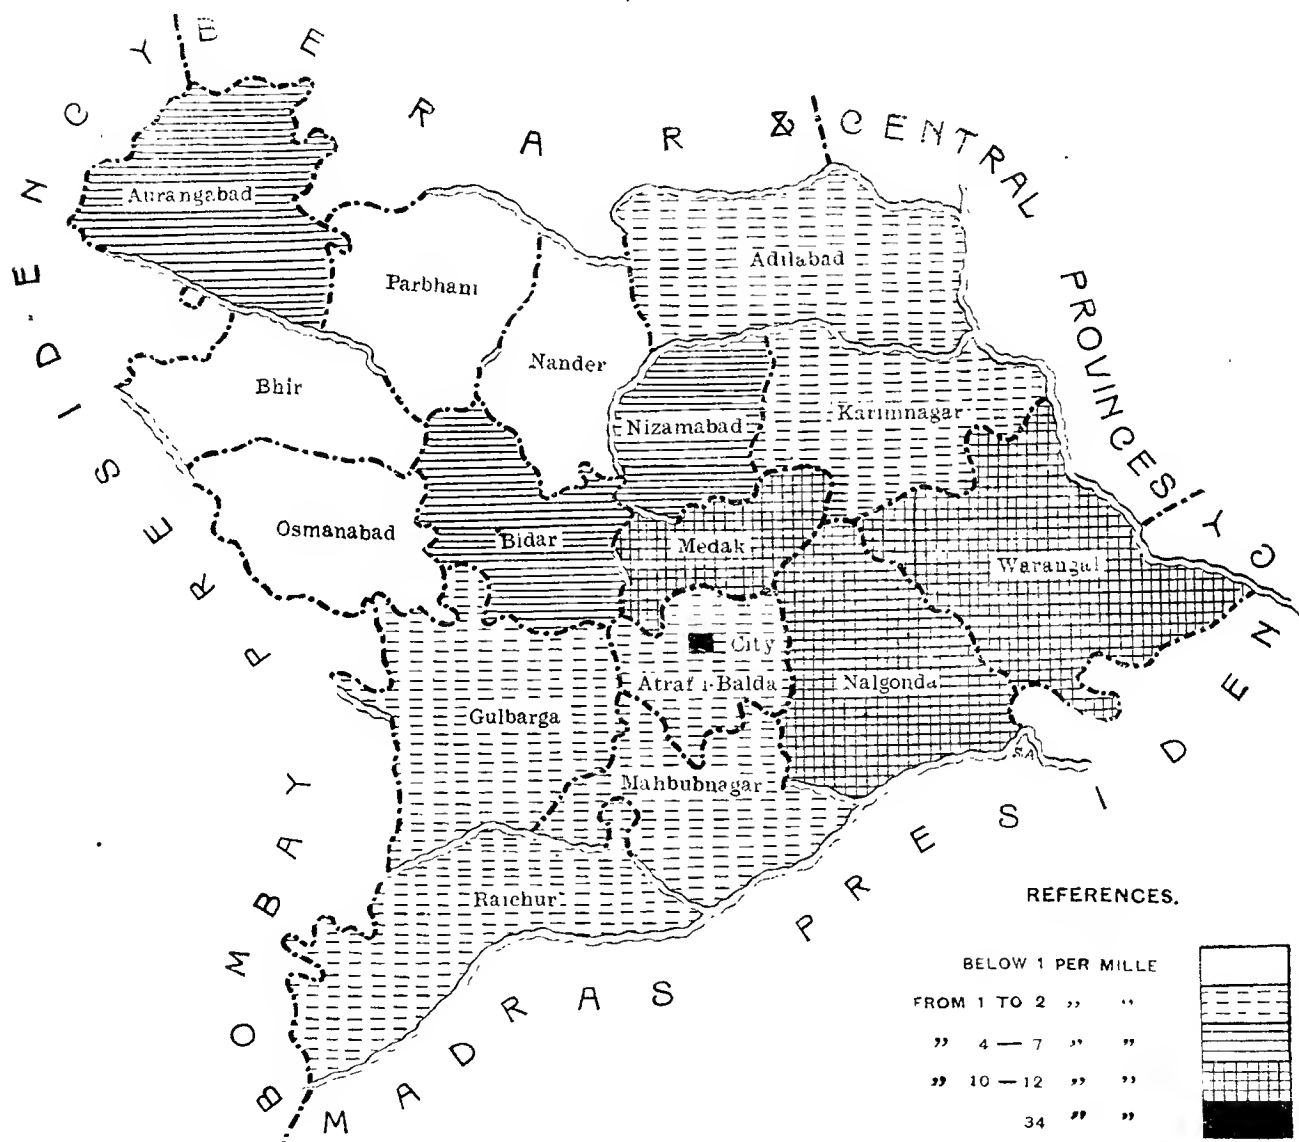 BOMBAY PRESIDENCY
BERAR & CENTRAL PROVINCES
MADRAS PRESIDENCY
Aurangabad
Parbhani
Adilabad
Nander
Bhir
Nizamabad
Karimnagar
Osmanabad
Bidar
Medak
Warangal
City
Atraf i-Balda
Nalgonda
Gulbarga
Mahbubnagar
Raichur
REFERENCES.
BELOW 1 PER MILLE
FROM 1 TO 2 ,, ,,
,, 4 — 7 ,, ,,
,, 10 — 12 ,, ,,
34 ,, ,,